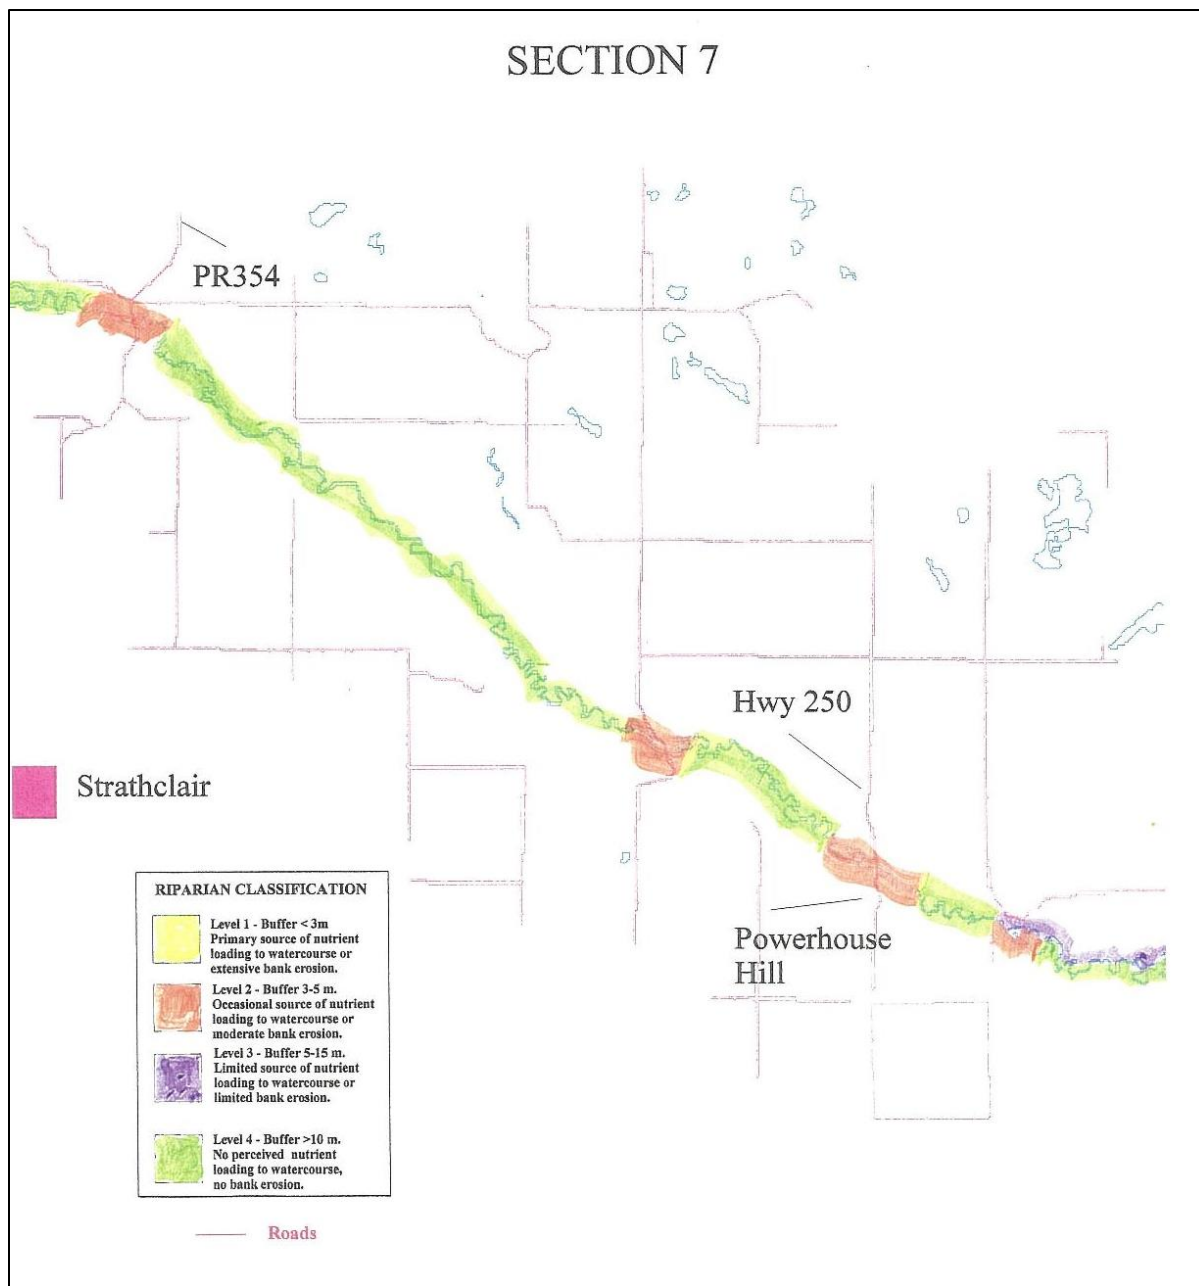 SECTION 7
PR354
Hwy 250
Strathclair
Powerhouse
Hill
RIPARIAN CLASSIFICATION
Level 1 - Buffer < 3m
Primary source of nutrient
loading to watercourse or
extensive bank erosion.
Level 2 - Buffer 3-5 m.
Occasional source of nutrient
loading to watercourse or
moderate bank erosion.
Level 3 - Buffer 5-15 m.
Limited source of nutrient
loading to watercourse or
limited bank erosion.
Level 4 - Buffer >10 m.
No perceived nutrient
loading to watercourse,
no bank erosion.
Roads